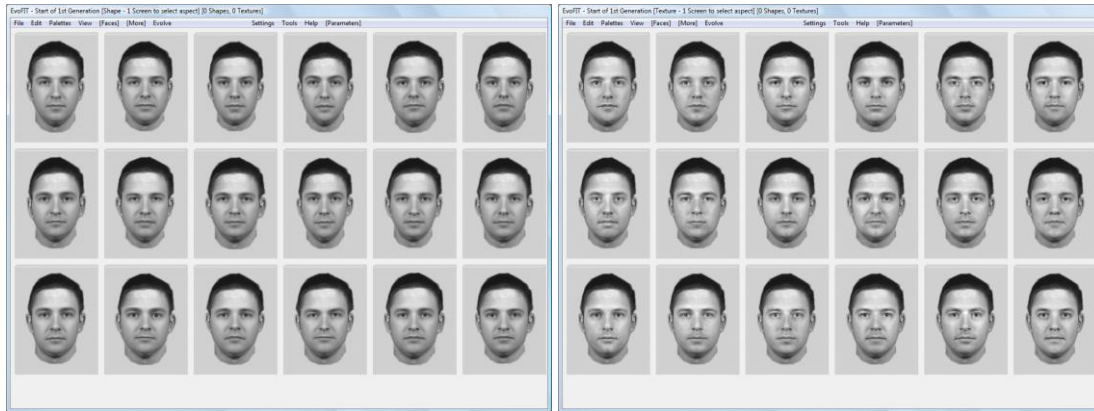 EvoFIT - Start of 1st Generation [Shape - 1 Screen to select aspect] [0 Shapes, 0 Textures]
File Edit Palettes View [Faces] [More] Evolve Settings Tools Help [Parameters]
EvoFIT - Start of 1st Generation [Texture - 1 Screen to select aspect] [0 Shapes, 0 Textures]
File Edit Palettes View [Faces] [More] Evolve Settings Tools Help [Parameters]